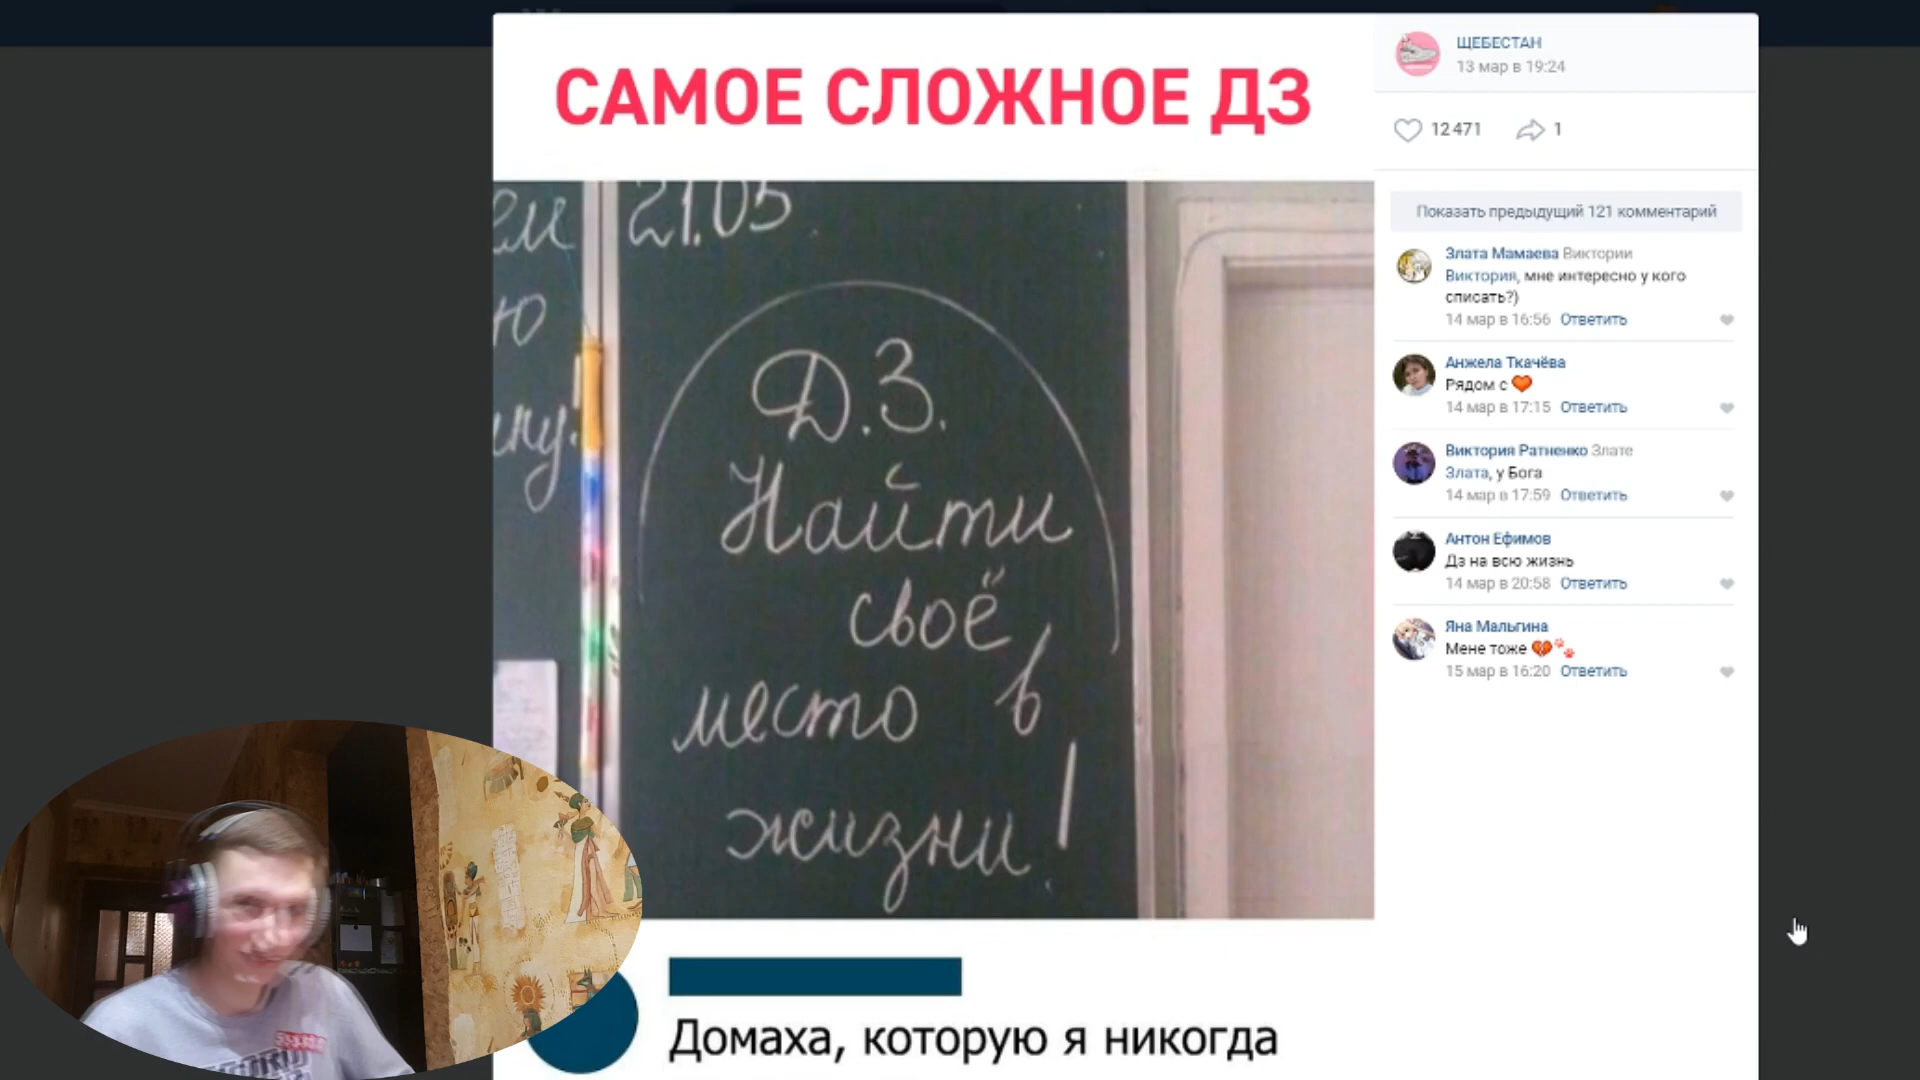 САМОЕ СЛОЖНОЕ ДЗ
21.05
Ю
Д.З.
Найти
своё
место в
жизни!
Домаха, которую я никогда
ЩЕБЕСТАН
13 мар в 19:24
12 471 1
Показать предыдущий 121 комментарий
Злата Мамаева Виктории
Виктория, мне интересно у кого
списать?)
14 мар в 16:56 Ответить
Анжела Ткачёва
Рядом с 🧡
14 мар в 17:15 Ответить
Виктория Ратненко Злате
Злата, у Бога
14 мар в 17:59 Ответить
Антон Ефимов
Дз на всю жизнь
14 мар в 20:58 Ответить
Яна Мальгина
Мене тоже 💔🐾
15 мар в 16:20 Ответить